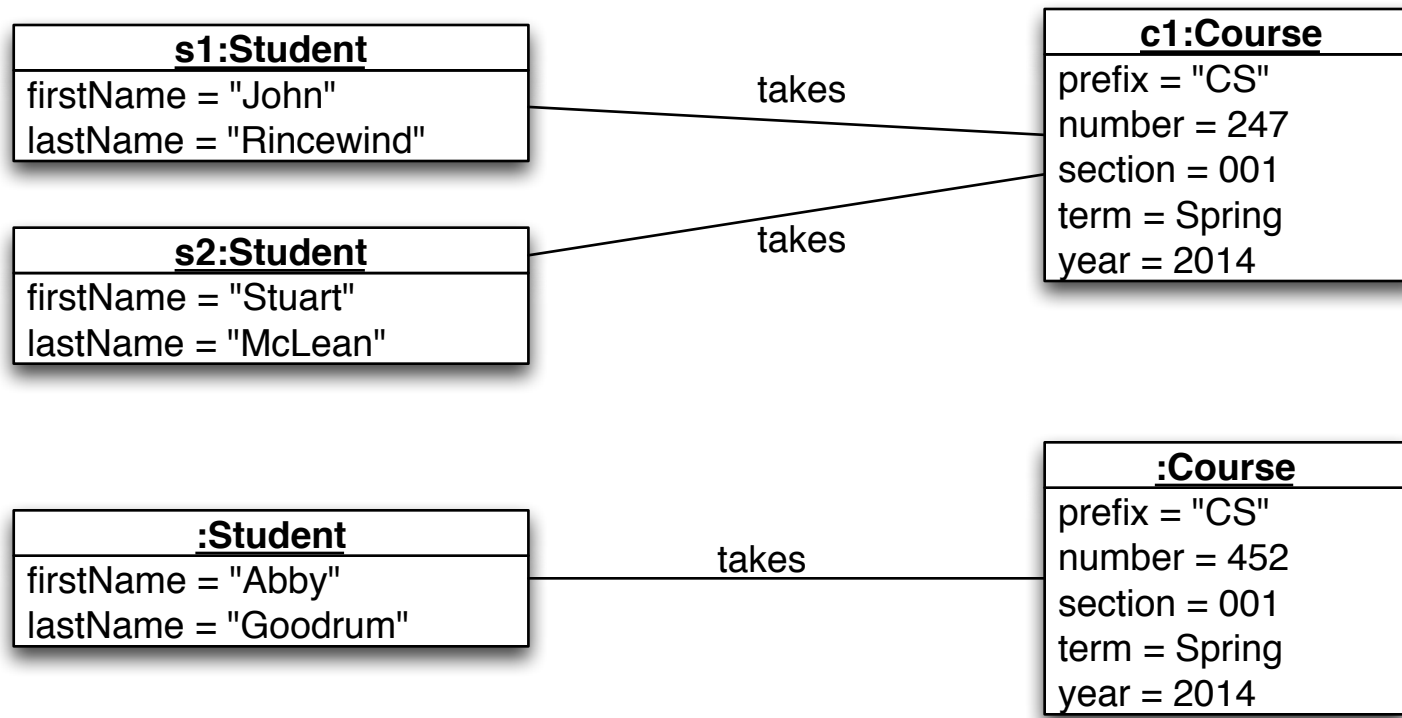 s1:Student
firstName = "John"
lastName = "Rincewind"
takes
c1:Course
prefix = "CS"
number = 247
section = 001
term = Spring
year = 2014
s2:Student
firstName = "Stuart"
lastName = "McLean"
takes
:Student
firstName = "Abby"
lastName = "Goodrum"
takes
:Course
prefix = "CS"
number = 452
section = 001
term = Spring
year = 2014